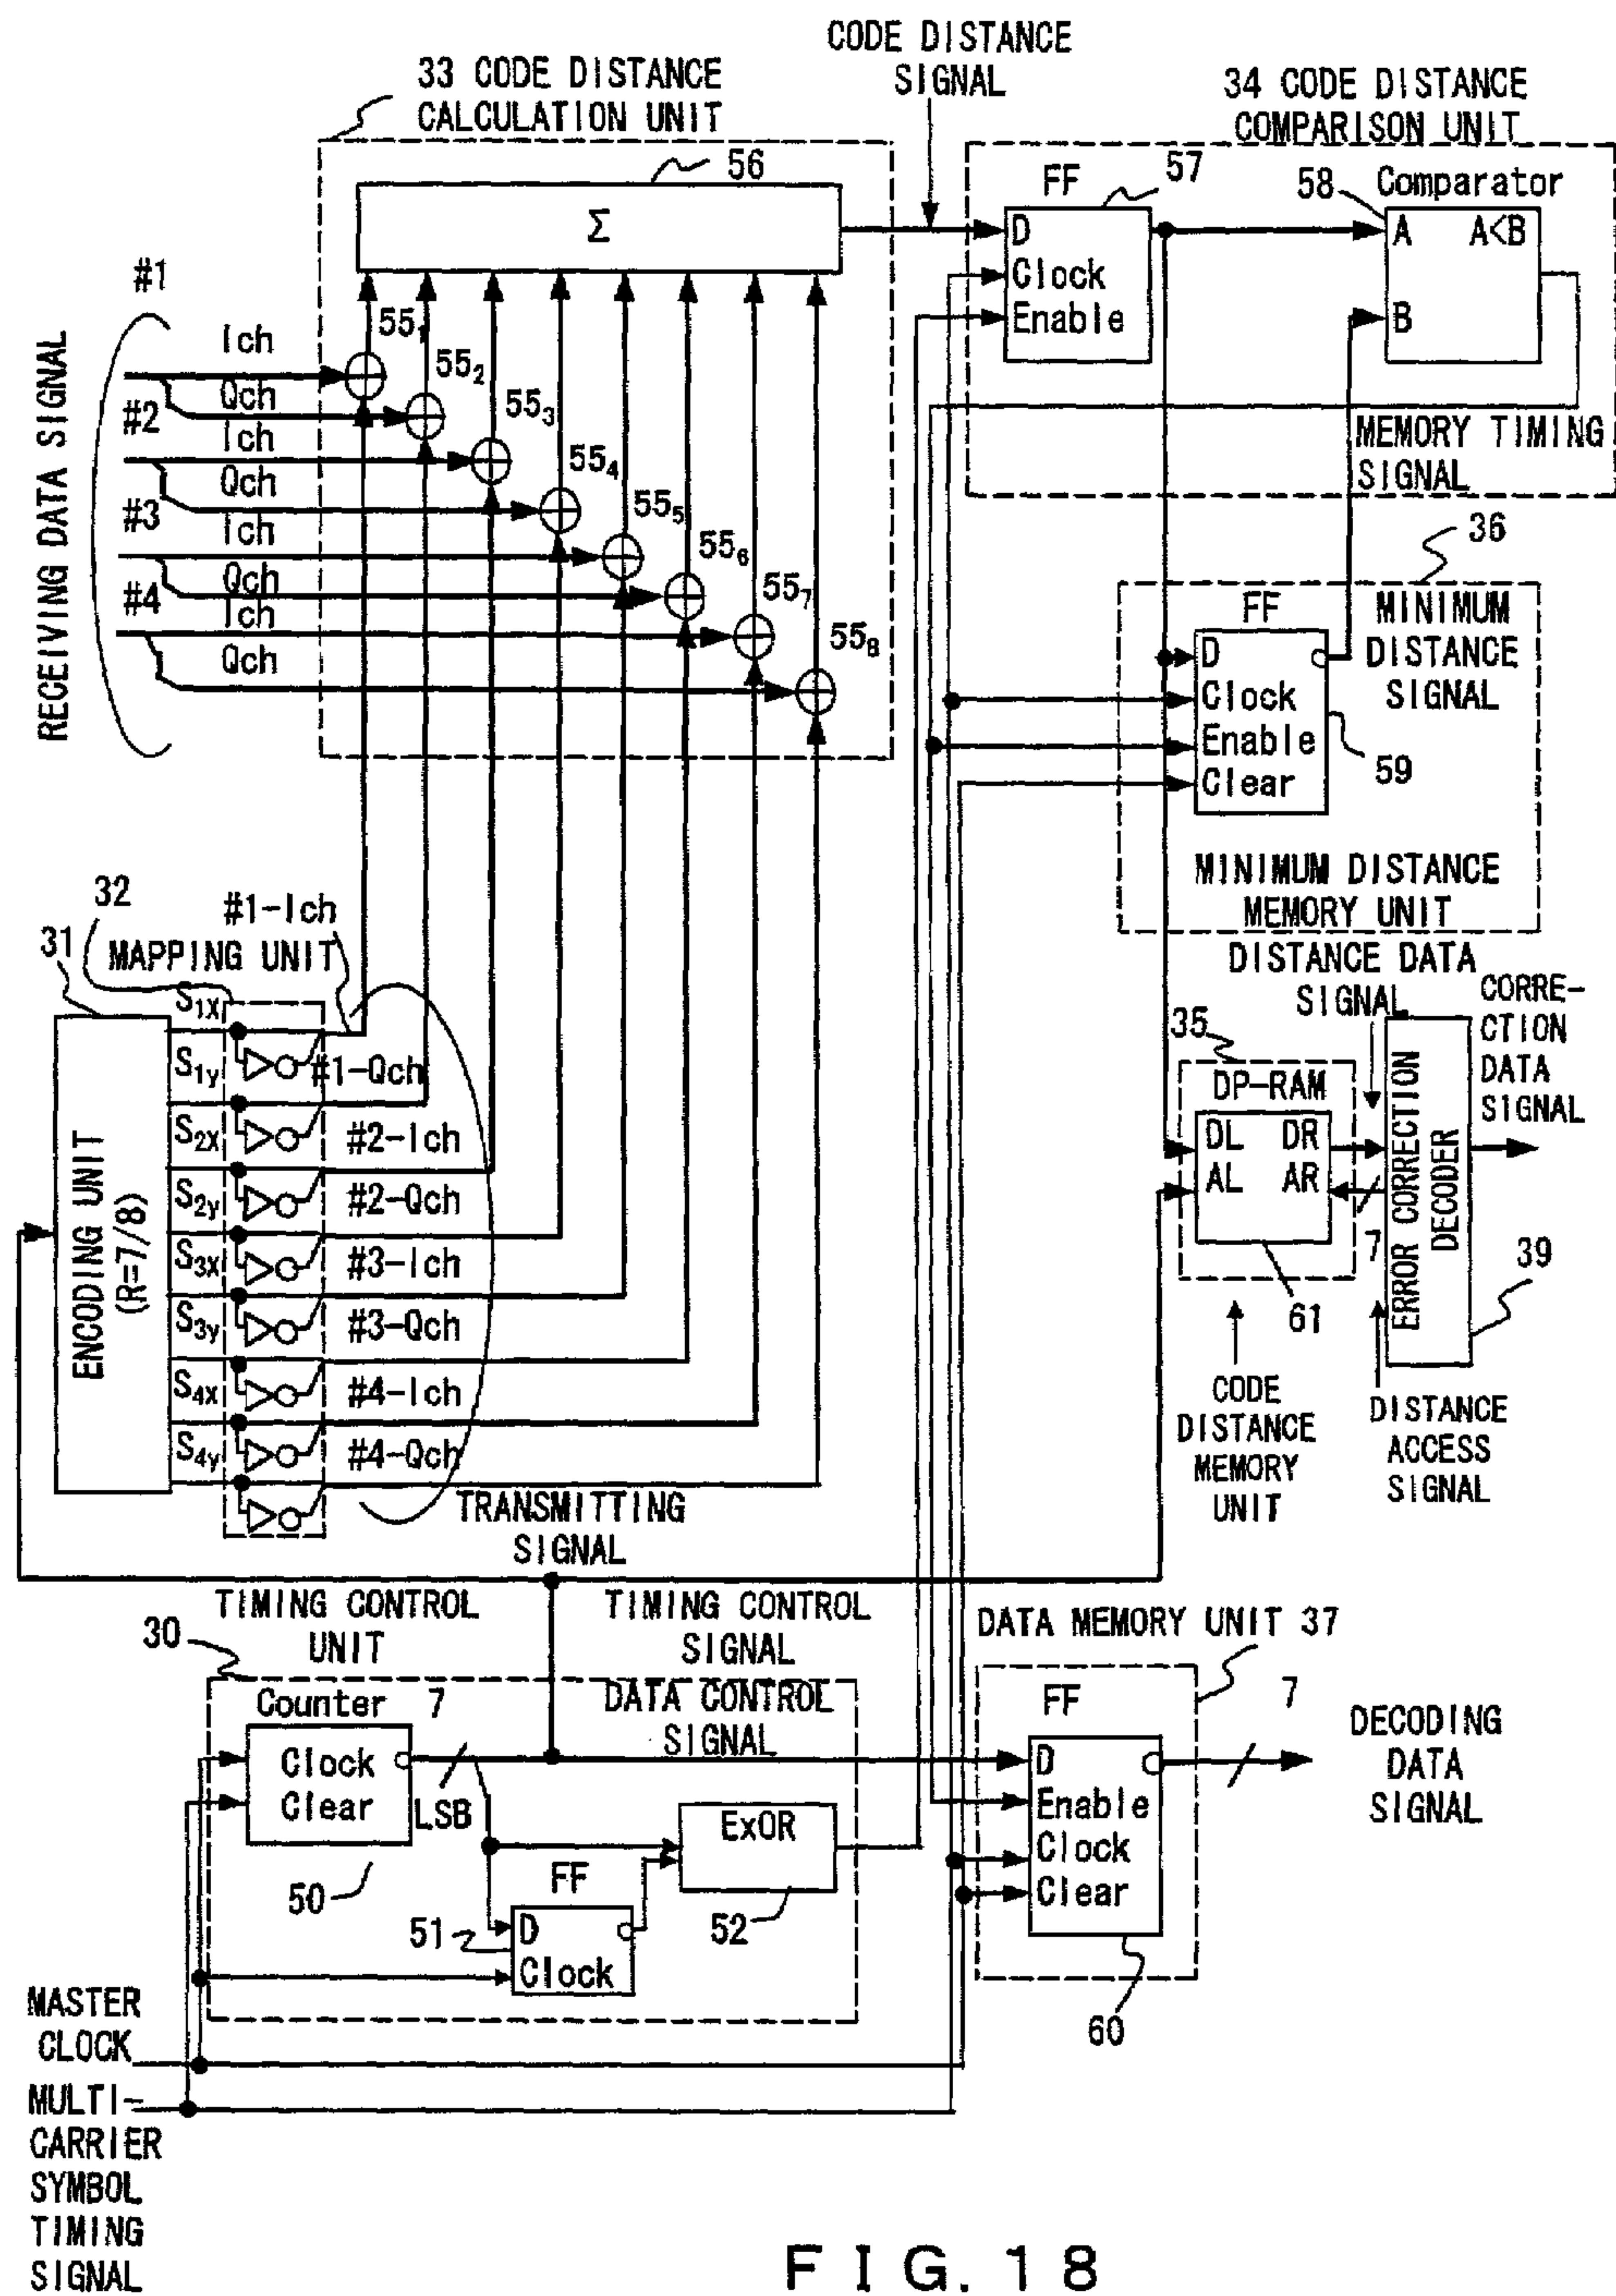 CODE DISTANCE
SIGNAL
33 CODE DISTANCE
CALCULATION UNIT
34 CODE DISTANCE
COMPARISON UNIT
56
Σ
FF
57
58
Comparator
D
Clock
Enable
A
A<B
B
MEMORY TIMING
SIGNAL
RECEIVING DATA SIGNAL
#1
Ich
Qch
#2
Ich
Qch
#3
Ich
Qch
#4
Ich
Qch
55₁
55₂
55₃
55₄
55₅
55₆
55₇
55₈
36
FF
MINIMUM
DISTANCE
SIGNAL
D
Clock
Enable
Clear
59
MINIMUM DISTANCE
MEMORY UNIT
32
31
#1-Ich
MAPPING UNIT
ENCODING UNIT
(R=7/8)
S1X
S1y
S2X
S2y
S3X
S3y
S4X
S4y
#1-Qch
#2-Ich
#2-Qch
#3-Ich
#3-Qch
#4-Ich
#4-Qch
TRANSMITTING
SIGNAL
DISTANCE DATA
SIGNAL
CORRE-
CTION
DATA
SIGNAL
35
DP-RAM
DL
DR
AL
AR
7
61
ERROR CORRECTION
DECODER
39
CODE
DISTANCE
MEMORY
UNIT
DISTANCE
ACCESS
SIGNAL
TIMING CONTROL
UNIT
30
TIMING CONTROL
SIGNAL
Counter
7
Clock
Clear
LSB
50
DATA CONTROL
SIGNAL
ExOR
52
FF
51
D
Clock
DATA MEMORY UNIT 37
FF
D
Enable
Clock
Clear
60
7
DECODING
DATA
SIGNAL
MASTER
CLOCK
MULTI-
CARRIER
SYMBOL
TIMING
SIGNAL
FIG. 18